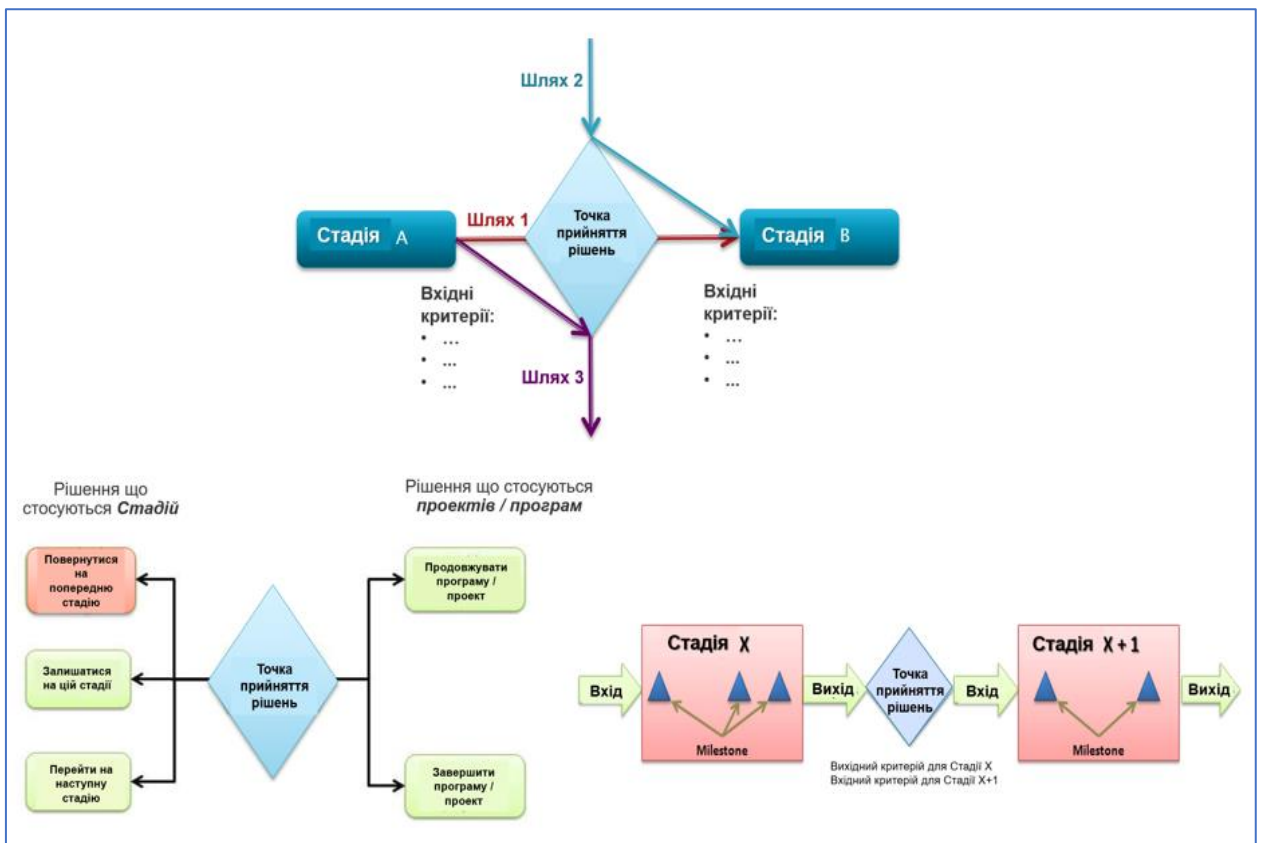 Шлях 2
Точка
прийняття
рішень
Шлях 1
Стадія A
Стадія B
Вхідні
критерії:
• ...
• ...
• ...
Вхідні
критерії:
• ...
• ...
• ...
Шлях 3
Рішення що
стосуються Стадій
Рішення що стосуються
проектів / програм
Повернутися
на
попередню
стадію
Залишатися
на цій стадії
Перейти на
наступну
стадію
Точка
прийняття
рішень
Продовжувати
програму /
проект
Завершити
програму /
проект
Вхід
Стадія X
Milestone
Вихід
Точка
прийняття
рішень
Вхід
Стадія X + 1
Milestone
Вихід
Вихідний критерій для Стадії X
Вхідний критерій для Стадії X+1